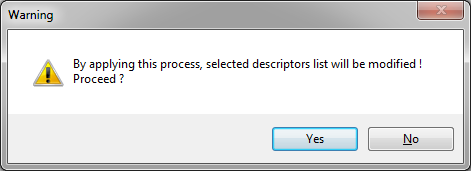 Warning
By applying this process, selected descriptors list will be modified !
Proceed ?
Yes
No